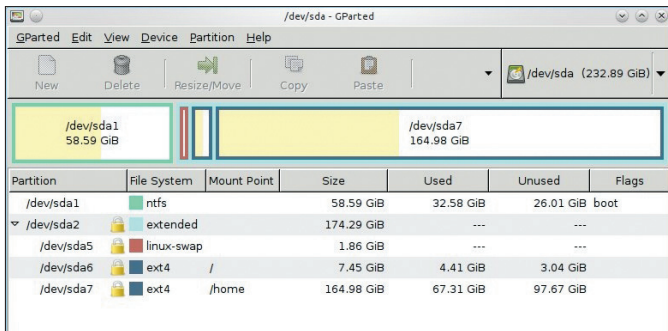 /dev/sda - GParted
GParted Edit View Device Partition Help
New Delete Resize/Move Copy Paste /dev/sda (232.89 GiB)
/dev/sda1 /dev/sda7
58.59 GiB 164.98 GiB
Partition File System Mount Point Size Used Unused Flags
/dev/sda1 ntfs 58.59 GiB 32.58 GiB 26.01 GiB boot
/dev/sda2 extended 174.29 GiB --- ---
/dev/sda5 linux-swap 1.86 GiB --- ---
/dev/sda6 ext4 / 7.45 GiB 4.41 GiB 3.04 GiB
/dev/sda7 ext4 /home 164.98 GiB 67.31 GiB 97.67 GiB